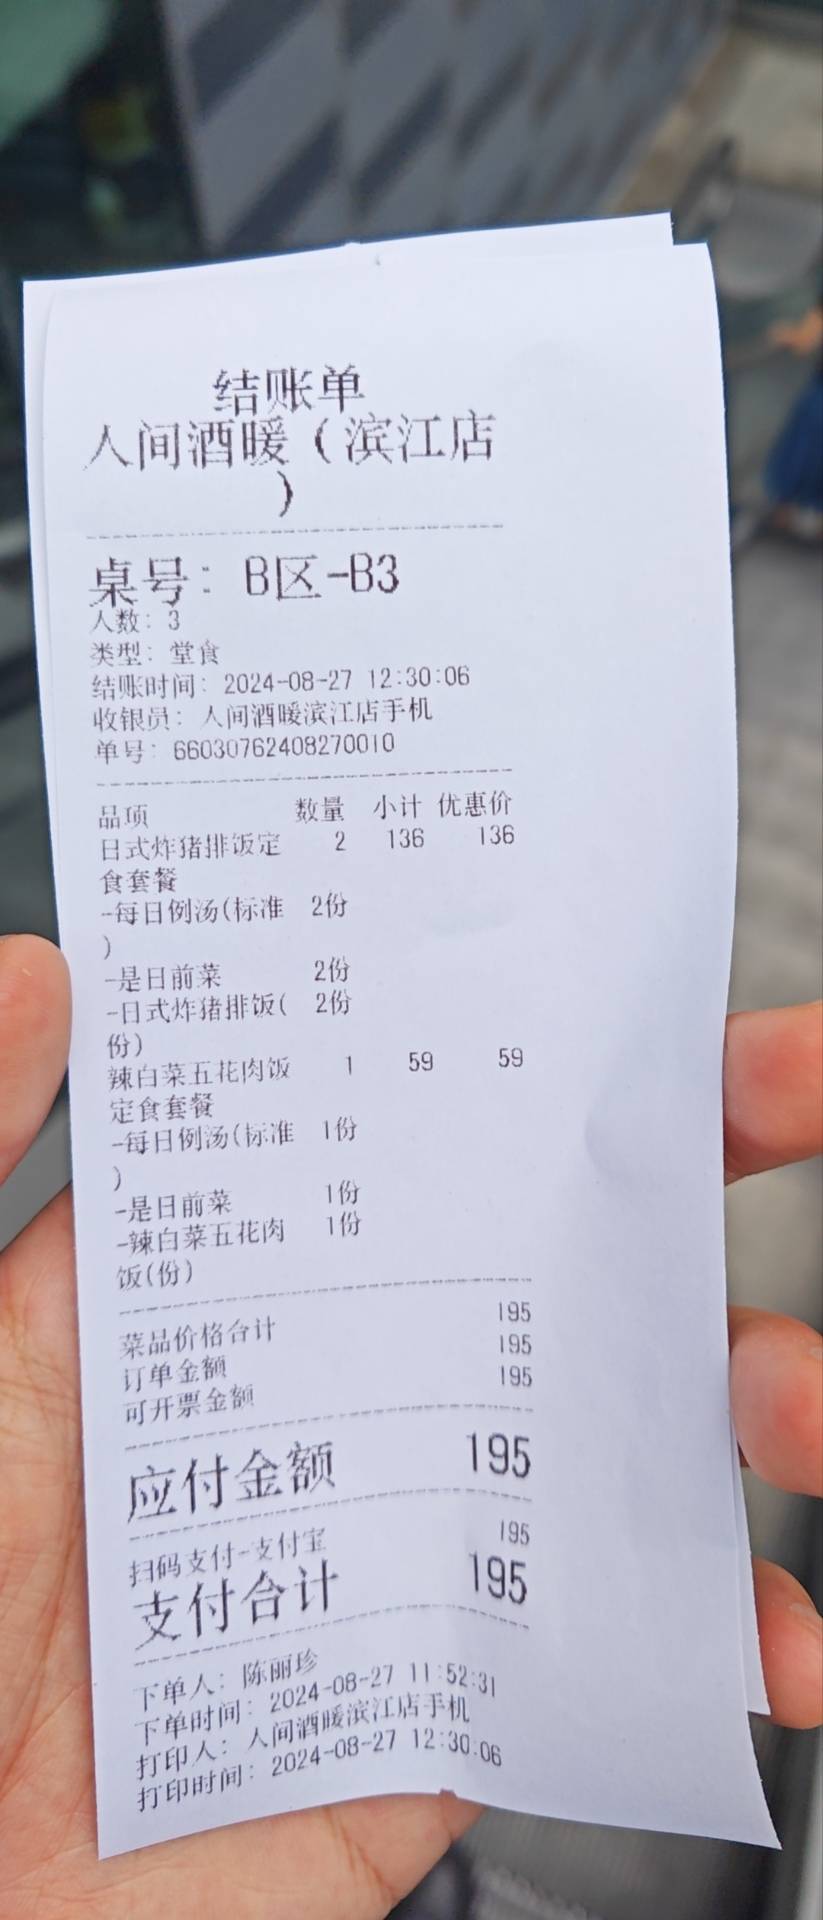 结账单
人间酒暖（滨江店
）
桌号：B区-B3
人数：3
类型：堂食
结账时间：2024-08-27 12:30:06
收银员：人间酒暖滨江店手机
单号：66030762408270010
品项 数量 小计 优惠价
日式炸猪排饭定 2 136 136
食套餐
-每日例汤(标准 2份
)
-是日前菜 2份
-日式炸猪排饭( 2份
份)
辣白菜五花肉饭 1 59 59
定食套餐
-每日例汤(标准 1份
)
-是日前菜 1份
-辣白菜五花肉 1份
饭(份)
菜品价格合计 195
订单金额 195
可开票金额 195
应付金额 195
扫码支付-支付宝 195
支付合计 195
下单人：陈丽珍
下单时间：2024-08-27 11:52:31
打印人：人间酒暖滨江店手机
打印时间：2024-08-27 12:30:06